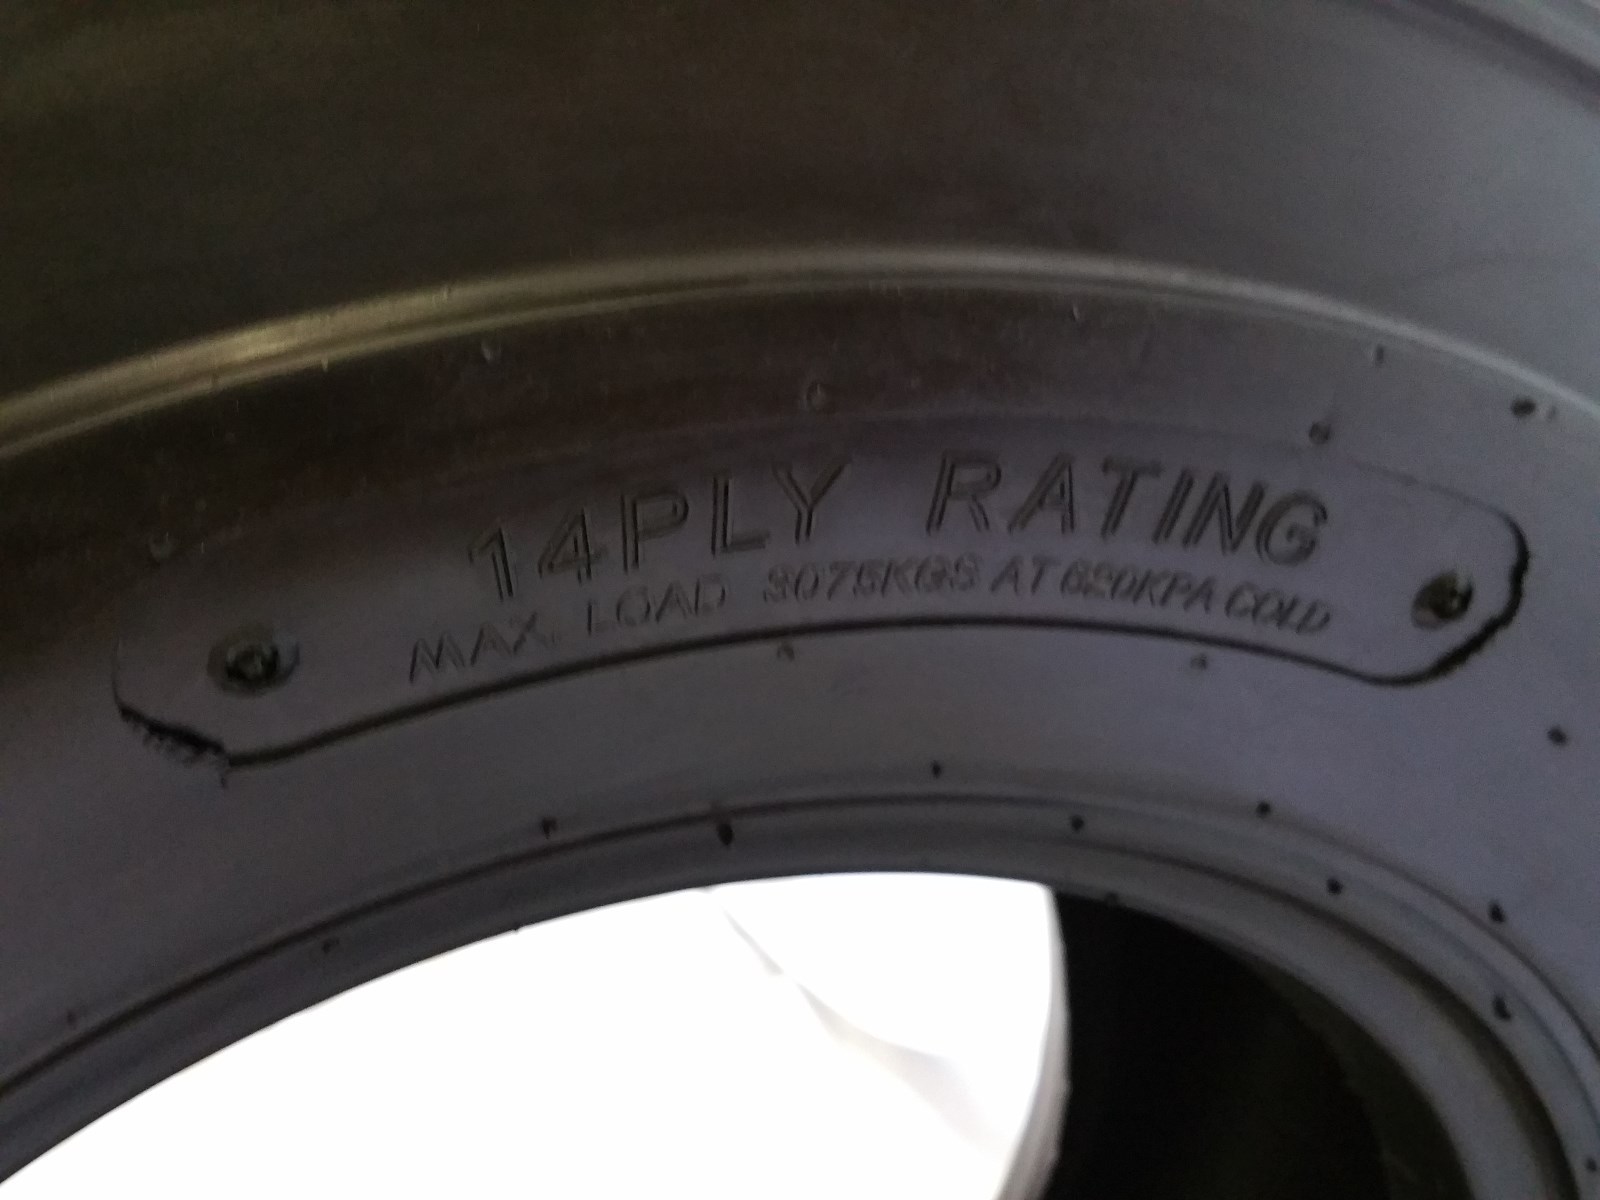 14PLY RATING
MAX. LOAD 3075KGS AT 620KPA COLD